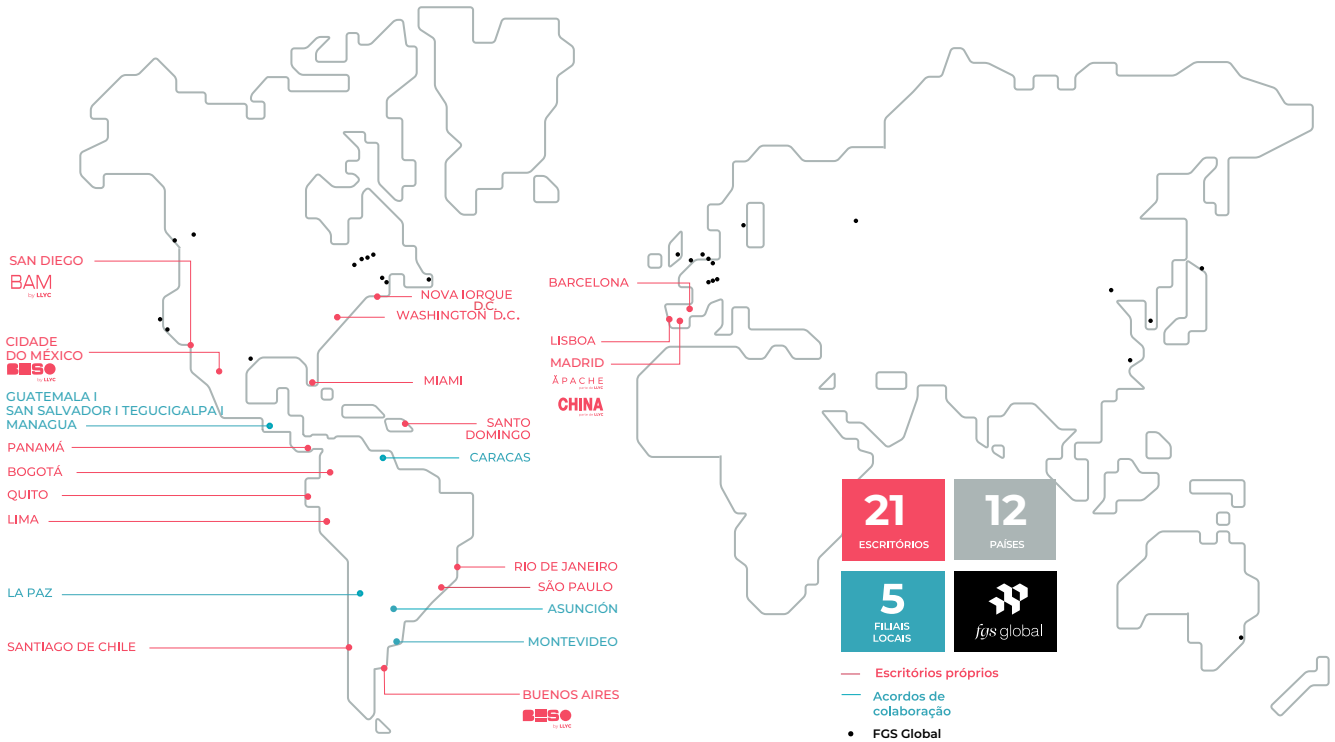 SAN DIEGO
BAM
by LLYC
CIDADE
DO MÉXICO
BESO
by LLYC
GUATEMALA I
SAN SALVADOR I TEGUCIGALPA I
MANAGUA
PANAMÁ
BOGOTÁ
QUITO
LIMA
LA PAZ
SANTIAGO DE CHILE
NOVA IORQUE
D.C.
WASHINGTON D.C.
MIAMI
SANTO
DOMINGO
CARACAS
RIO DE JANEIRO
SÃO PAULO
ASUNCIÓN
MONTEVIDEO
BUENOS AIRES
BESO
by LLYC
BARCELONA
LISBOA
MADRID
APACHE
CHINA
21
ESCRITÓRIOS
12
PAÍSES
5
FILIAIS
LOCAIS
fgs global
Escritórios próprios
Acordos de
colaboração
FGS Global